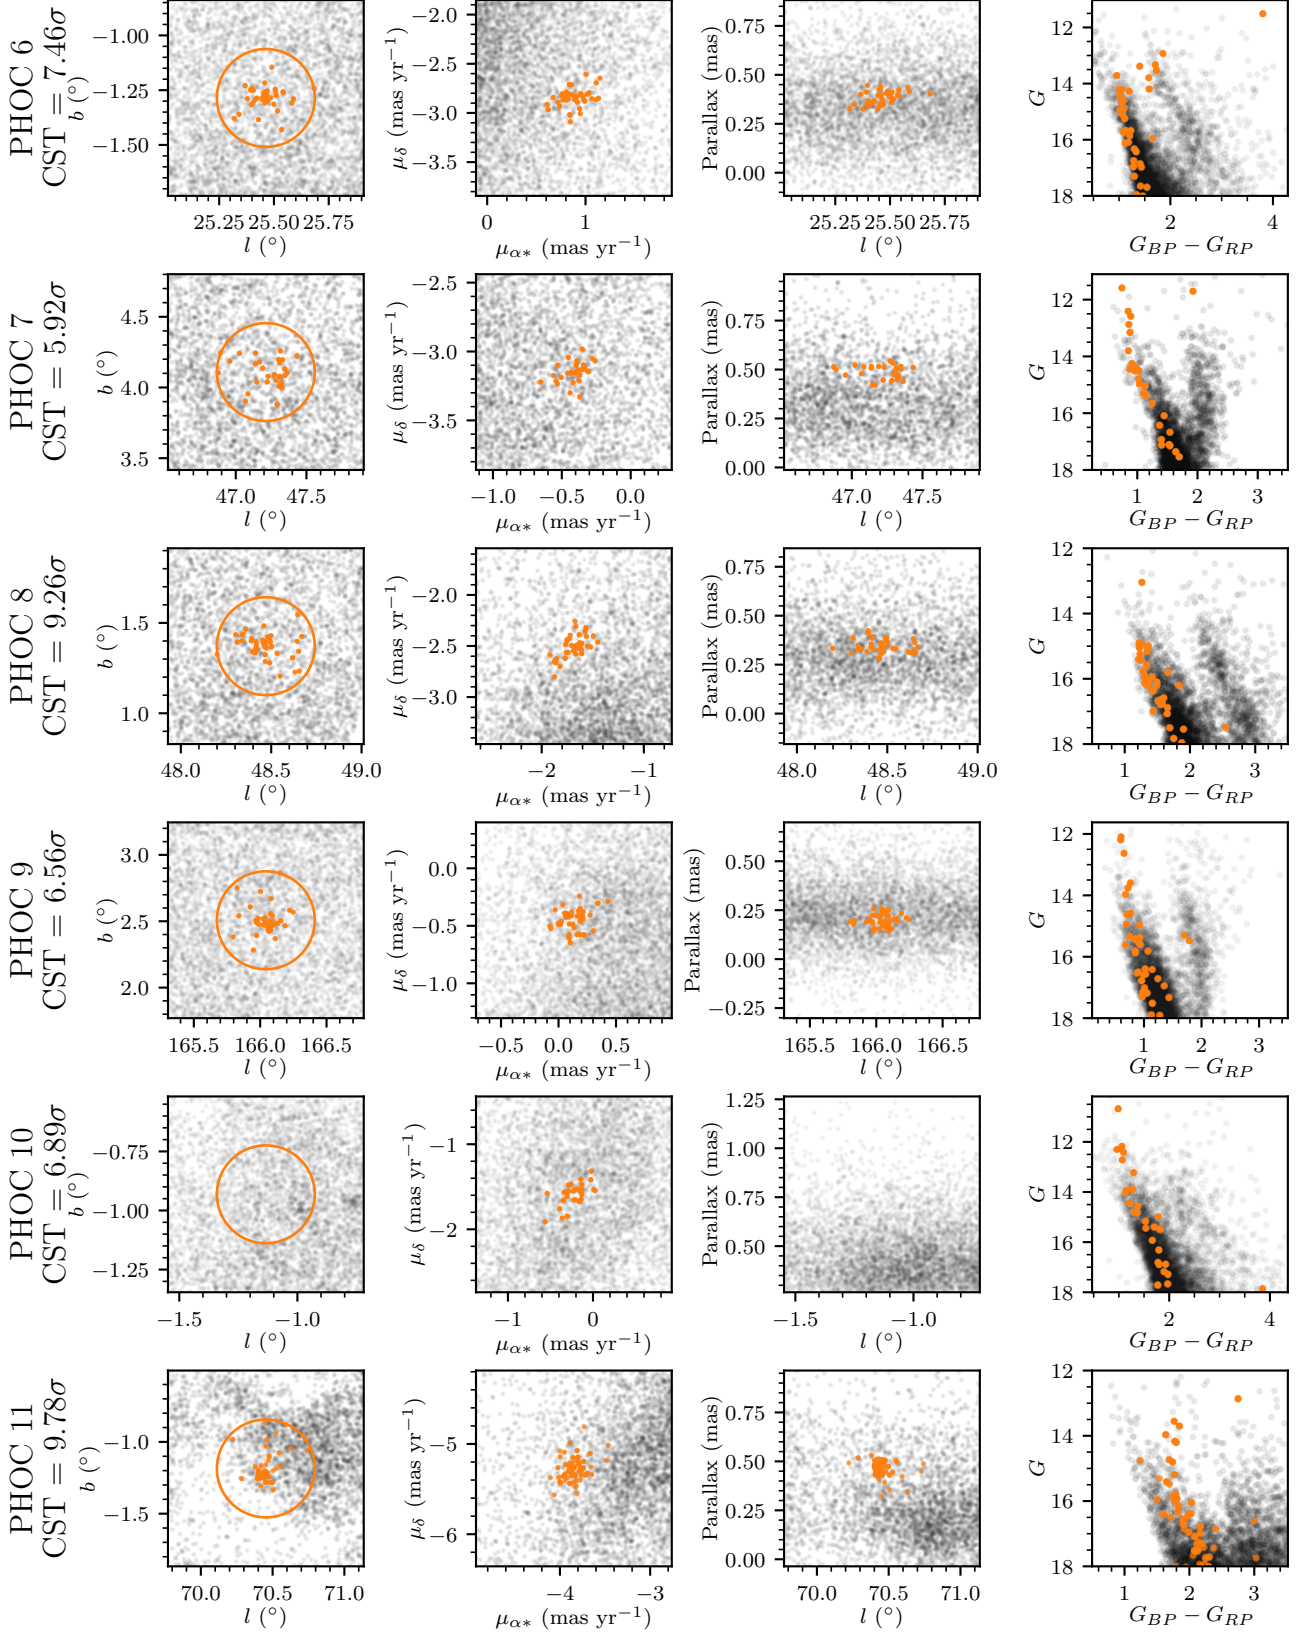 PHOC 6
CST = 7.46σ
−1.00
−1.25
−1.50
b (°)
25.25 25.50 25.75
l (°)
−2.0
−2.5
−3.0
−3.5
μδ (mas yr−1)
0 1
μα∗ (mas yr−1)
0.75
0.50
0.25
0.00
Parallax (mas)
25.25 25.50 25.75
l (°)
12
14
16
18
G
2 4
GBP − GRP
PHOC 7
CST = 5.92σ
4.5
4.0
3.5
b (°)
47.0 47.5
l (°)
−2.5
−3.0
−3.5
μδ (mas yr−1)
−1.0 −0.5 0.0
μα∗ (mas yr−1)
0.75
0.50
0.25
0.00
Parallax (mas)
47.0 47.5
l (°)
12
14
16
18
G
1 2 3
GBP − GRP
PHOC 8
CST = 9.26σ
1.5
1.0
b (°)
48.0 48.5 49.0
l (°)
−2.0
−2.5
−3.0
μδ (mas yr−1)
−2 −1
μα∗ (mas yr−1)
0.75
0.50
0.25
0.00
Parallax (mas)
48.0 48.5 49.0
l (°)
12
14
16
18
G
1 2 3
GBP − GRP
PHOC 9
CST = 6.56σ
3.0
2.5
2.0
b (°)
165.5 166.0 166.5
l (°)
0.0
−0.5
−1.0
μδ (mas yr−1)
−0.5 0.0 0.5
μα∗ (mas yr−1)
0.50
0.25
0.00
−0.25
Parallax (mas)
165.5 166.0 166.5
l (°)
12
14
16
18
G
1 2 3
GBP − GRP
PHOC 10
CST = 6.89σ
−0.75
−1.00
−1.25
b (°)
−1.5 −1.0
l (°)
−1
−2
μδ (mas yr−1)
−1 0
μα∗ (mas yr−1)
1.25
1.00
0.75
0.50
Parallax (mas)
−1.5 −1.0
l (°)
12
14
16
18
G
2 4
GBP − GRP
PHOC 11
CST = 9.78σ
−1.0
−1.5
b (°)
70.0 70.5 71.0
l (°)
−4
−5
−6
μδ (mas yr−1)
−4 −3
μα∗ (mas yr−1)
0.75
0.50
0.25
0.00
Parallax (mas)
70.0 70.5 71.0
l (°)
12
14
16
18
G
1 2 3
GBP − GRP